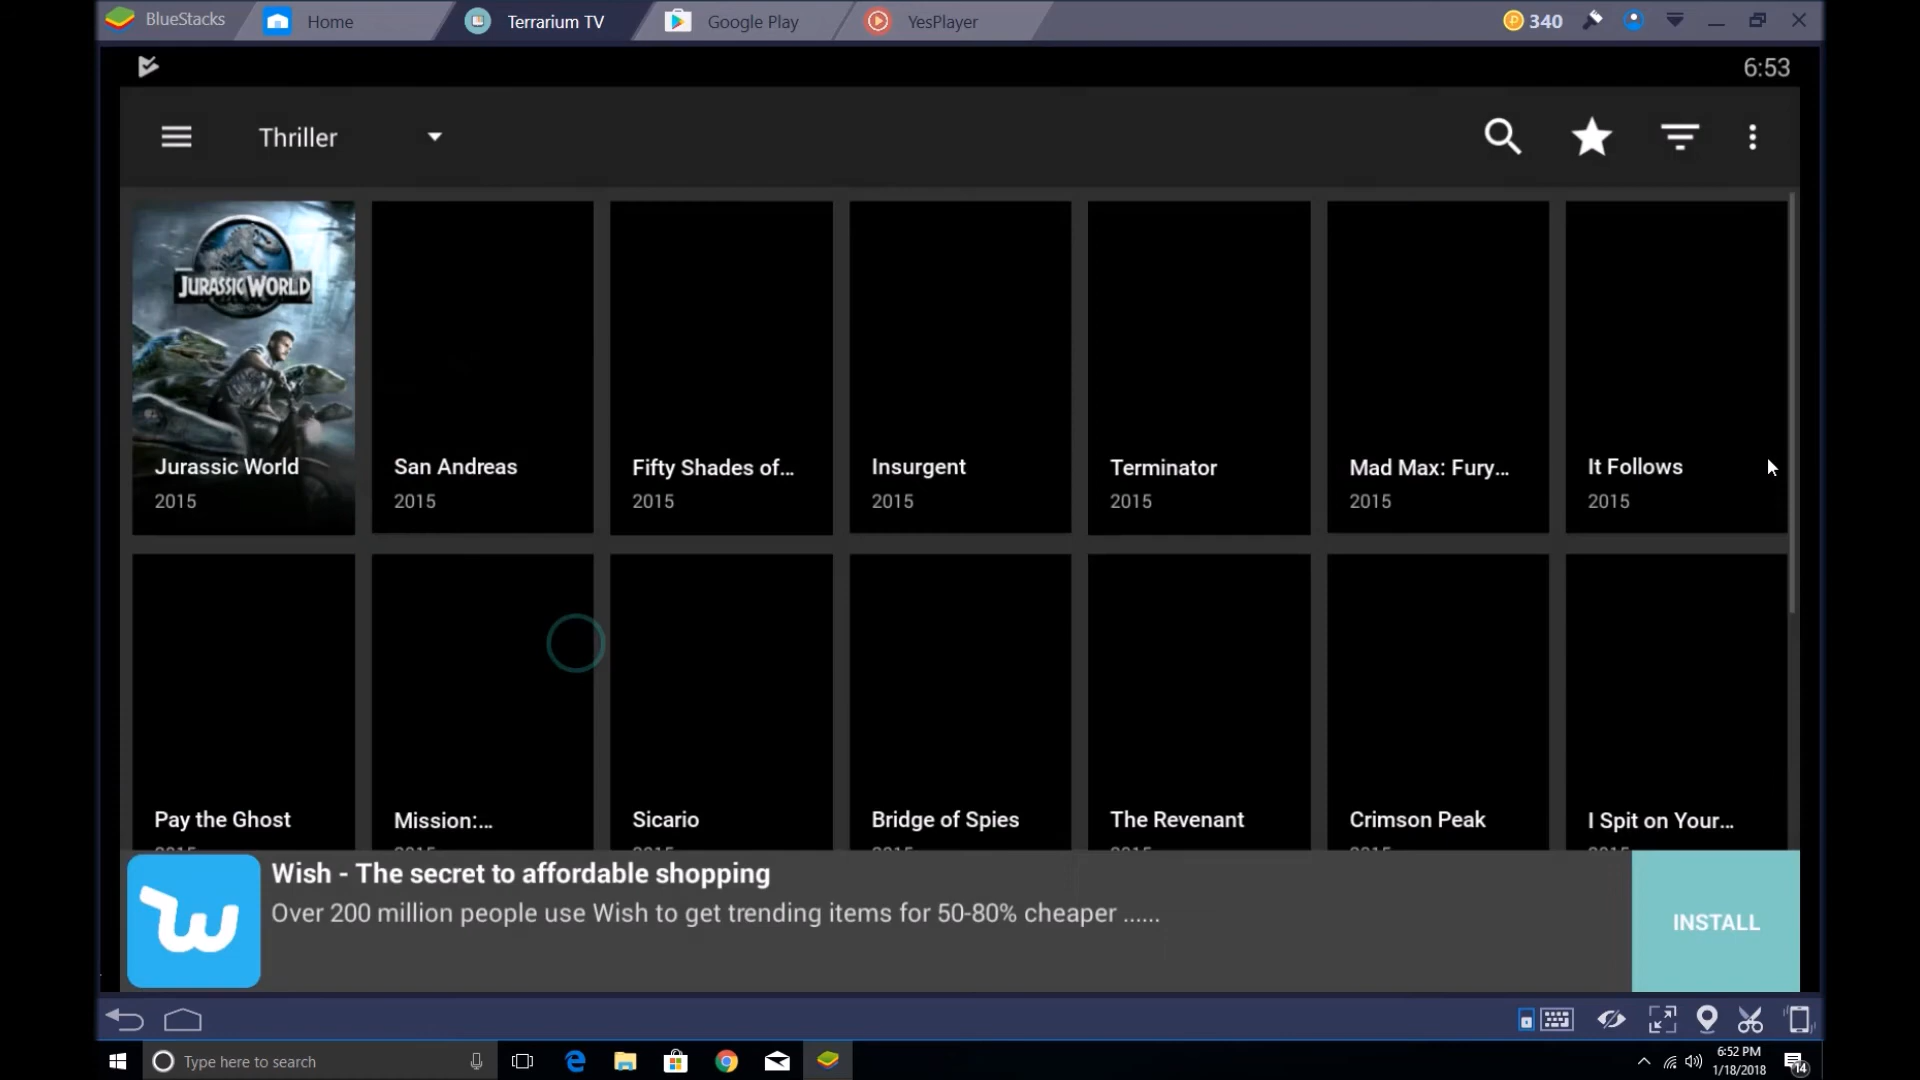 BlueStacks
Home
Terrarium TV
Google Play
YesPlayer
340
6:53
Thriller
JURASSIC WORLD
Jurassic World
2015
San Andreas
2015
Fifty Shades of...
2015
Insurgent
2015
Terminator
2015
Mad Max: Fury...
2015
It Follows
2015
Pay the Ghost
Mission:...
Sicario
Bridge of Spies
The Revenant
Crimson Peak
I Spit on Your...
Wish - The secret to affordable shopping
Over 200 million people use Wish to get trending items for 50-80% cheaper ......
INSTALL
Type here to search
6:52 PM
1/18/2018
14